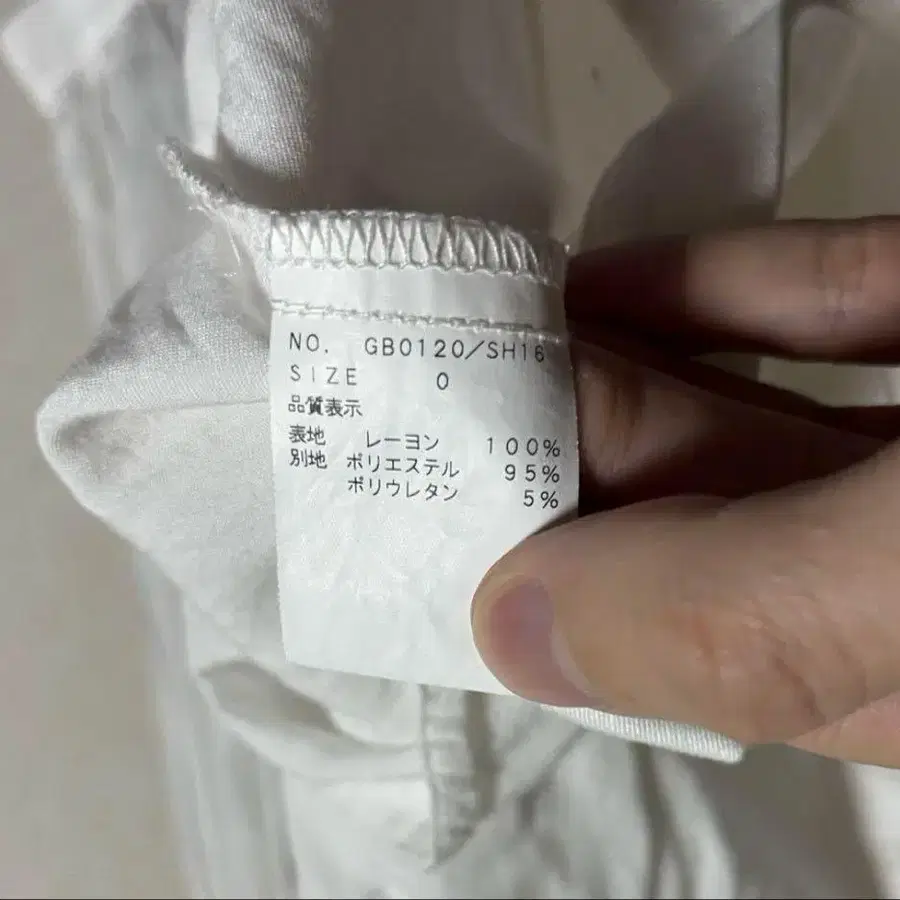 NO. GB0120/SH16
SIZE 0
品質表示
表地 レーヨン 100%
別地 ポリエステル 95%
ポリウレタン 5%